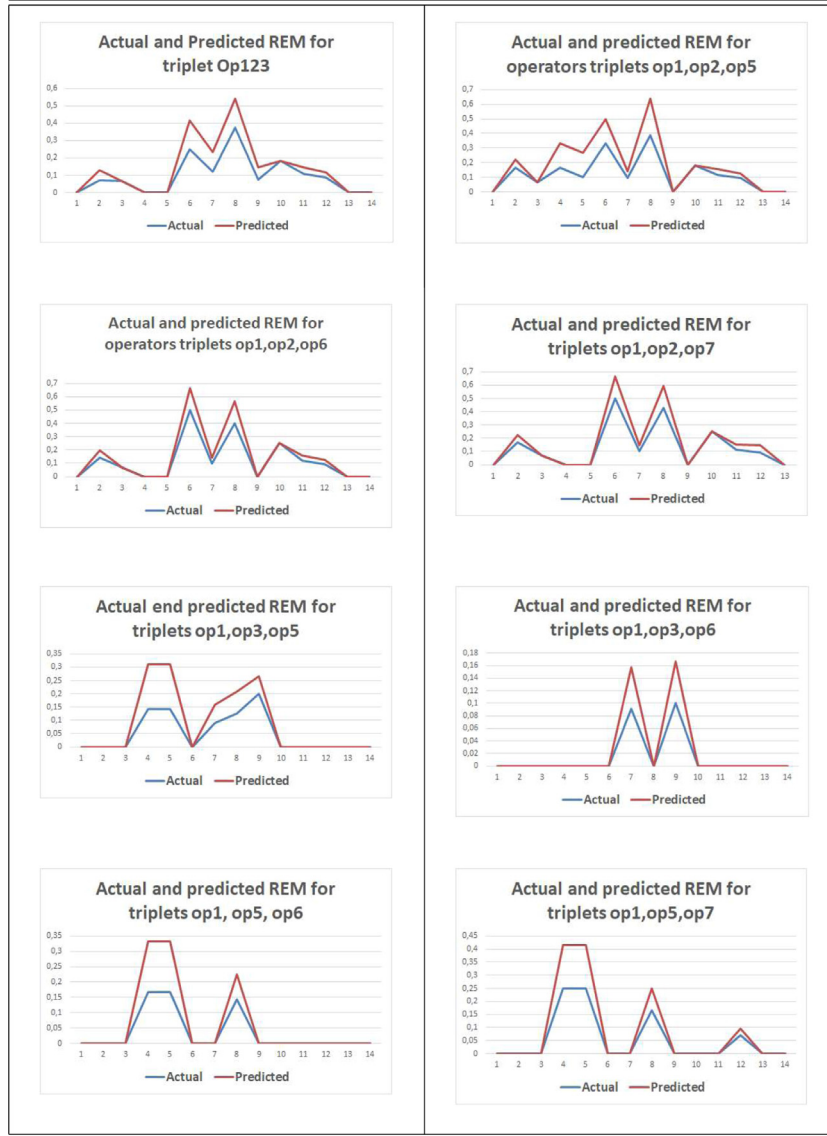 Actual and Predicted REM for
triplet Op123
0,6
0,5
0,4
0,3
0,2
0,1
0
1 2 3 4 5 6 7 8 9 10 11 12 13 14
Actual Predicted
Actual and predicted REM for
operators triplets op1,op2,op5
0,7
0,6
0,5
0,4
0,3
0,2
0,1
0
1 2 3 4 5 6 7 8 9 10 11 12 13 14
Actual Predicted
Actual and predicted REM for
operators triplets op1,op2,op6
0,7
0,6
0,5
0,4
0,3
0,2
0,1
0
1 2 3 4 5 6 7 8 9 10 11 12 13 14
Actual Predicted
Actual and predicted REM for
triplets op1,op2,op7
0,7
0,6
0,5
0,4
0,3
0,2
0,1
0
1 2 3 4 5 6 7 8 9 10 11 12 13
Actual Predicted
Actual end predicted REM for
triplets op1,op3,op5
0,35
0,3
0,25
0,2
0,15
0,1
0,05
0
1 2 3 4 5 6 7 8 9 10 11 12 13 14
Actual Predicted
Actual and predicted REM for
triplets op1,op3,op6
0,18
0,16
0,14
0,12
0,1
0,08
0,06
0,04
0,02
0
1 2 3 4 5 6 7 8 9 10 11 12 13 14
Actual Predicted
Actual and predicted REM for
triplets op1, op5, op6
0,35
0,3
0,25
0,2
0,15
0,1
0,05
0
1 2 3 4 5 6 7 8 9 10 11 12 13 14
Actual Predicted
Actual and predicted REM for
triplets op1,op5,op7
0,45
0,4
0,35
0,3
0,25
0,2
0,15
0,1
0,05
0
1 2 3 4 5 6 7 8 9 10 11 12 13 14
Actual Predicted